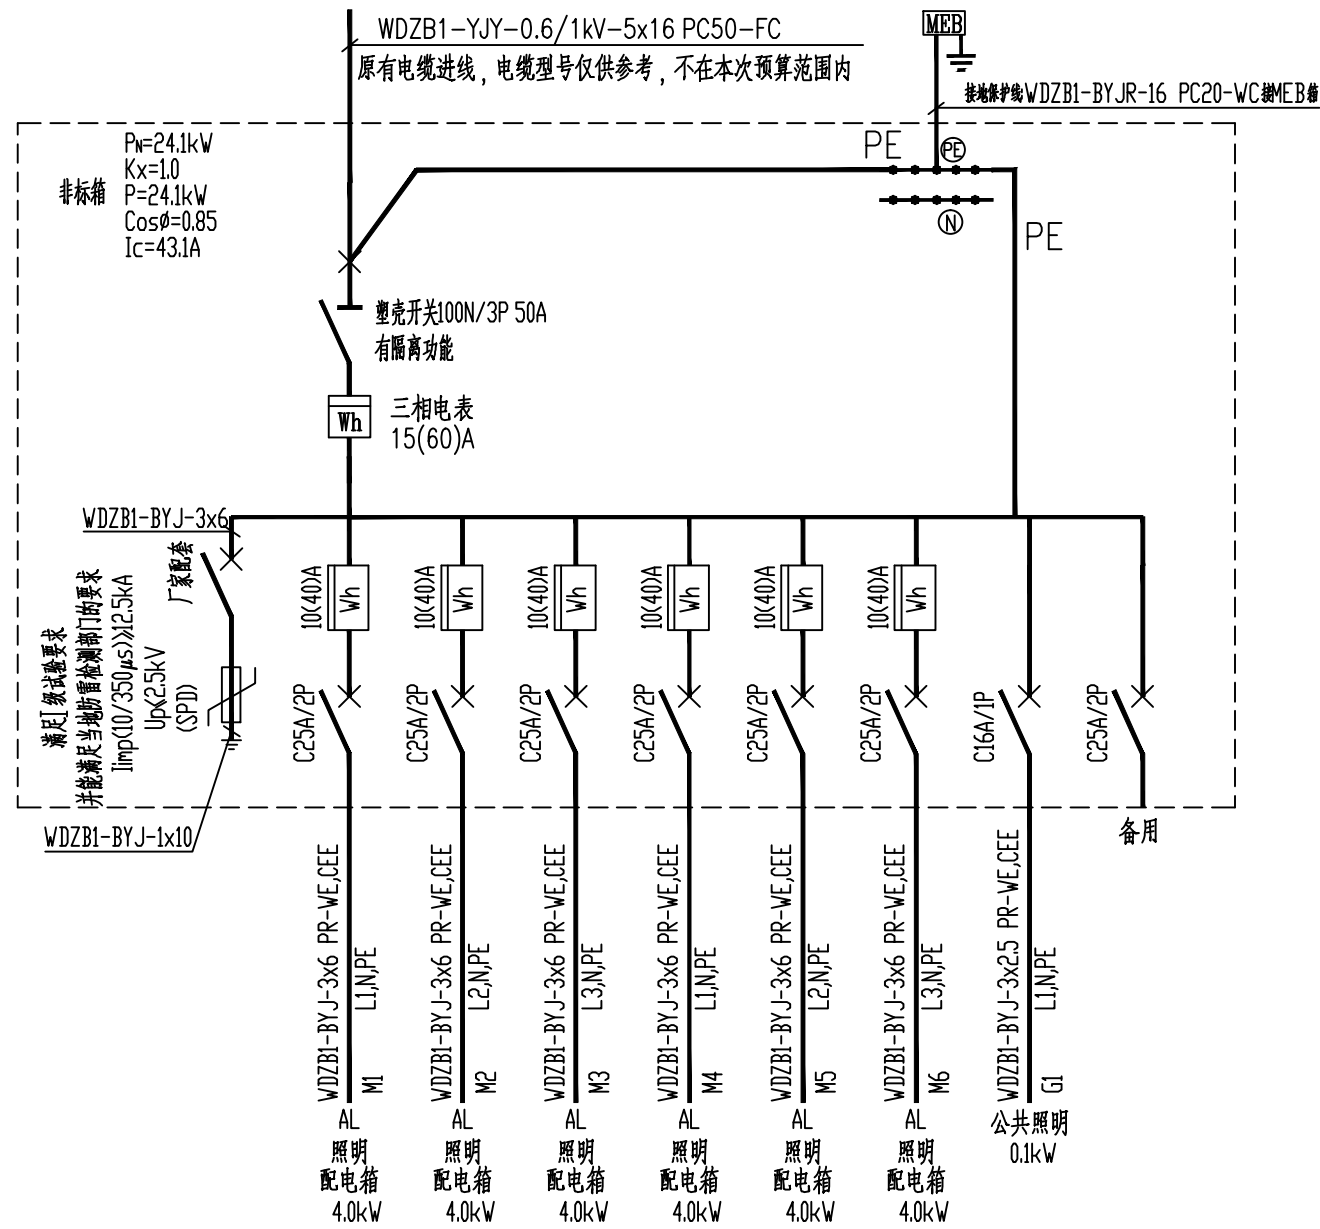 WDZB1-YJY-0.6/1kV-5x16 PC50-FC
原有电缆进线，电缆型号仅供参考，不在本次预算范围内
MEB
接地保护线WDZB1-BYJR-16 PC20-WC接MEB箱
非标箱
PN=24.1kW
Kx=1.0
P=24.1kW
CosØ=0.85
Ic=43.1A
PE
PE
N
PE
塑壳开关100N/3P 50A
有隔离功能
Wh
三相电表
15(60)A
WDZB1-BYJ-3x6
厂家配套
满足I级试验要求
并能满足当地防雷检测部门的要求
Iimp(10/350μs)≥12.5kA
Up≤2.5kV
(SPD)
WDZB1-BYJ-1x10
10(40)A
Wh
10(40)A
Wh
10(40)A
Wh
10(40)A
Wh
10(40)A
Wh
10(40)A
Wh
C25A/2P
C25A/2P
C25A/2P
C25A/2P
C25A/2P
C25A/2P
C16A/1P
C25A/2P
备用
WDZB1-BYJ-3x6 PR-WE,CEE
L1,N,PE
M1
WDZB1-BYJ-3x6 PR-WE,CEE
L2,N,PE
M2
WDZB1-BYJ-3x6 PR-WE,CEE
L3,N,PE
M3
WDZB1-BYJ-3x6 PR-WE,CEE
L1,N,PE
M4
WDZB1-BYJ-3x6 PR-WE,CEE
L2,N,PE
M5
WDZB1-BYJ-3x6 PR-WE,CEE
L3,N,PE
M6
WDZB1-BYJ-3x2.5 PR-WE,CEE
L1,N,PE
G1
AL
照明
配电箱
4.0kW
AL
照明
配电箱
4.0kW
AL
照明
配电箱
4.0kW
AL
照明
配电箱
4.0kW
AL
照明
配电箱
4.0kW
AL
照明
配电箱
4.0kW
公共照明
0.1kW